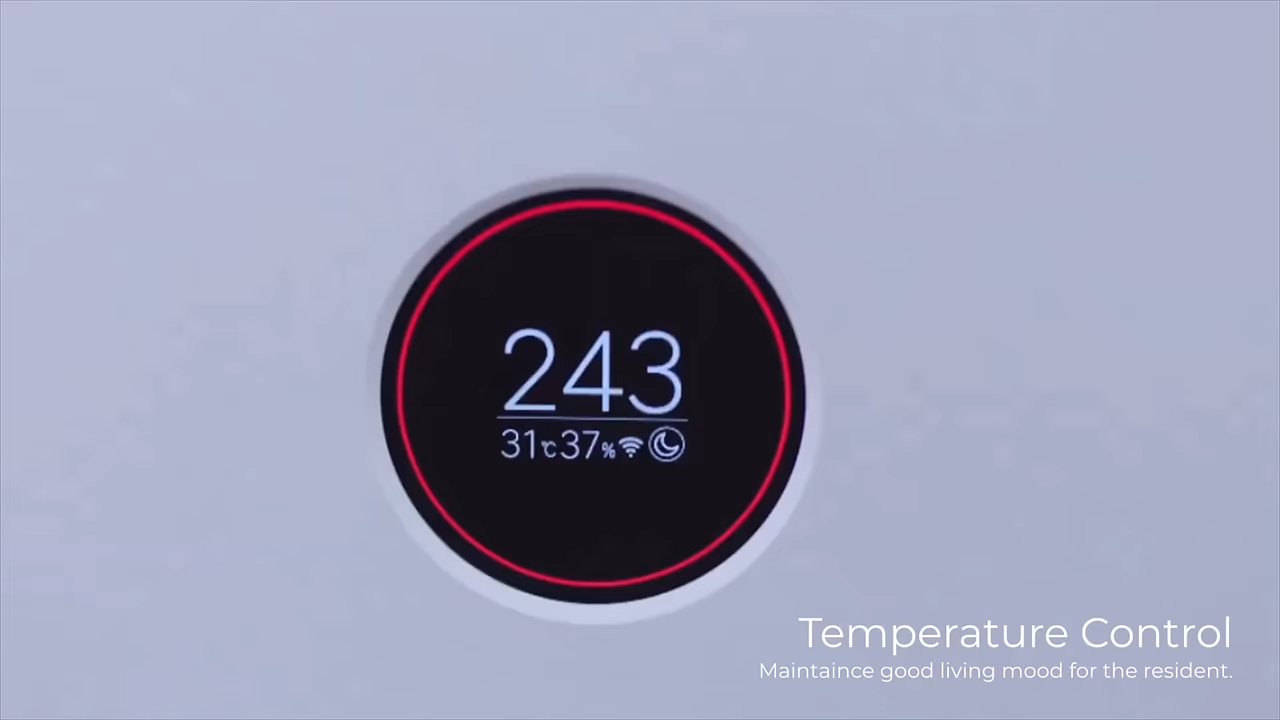 243
31℃37%
Temperature Control
Maintaince good living mood for the resident.